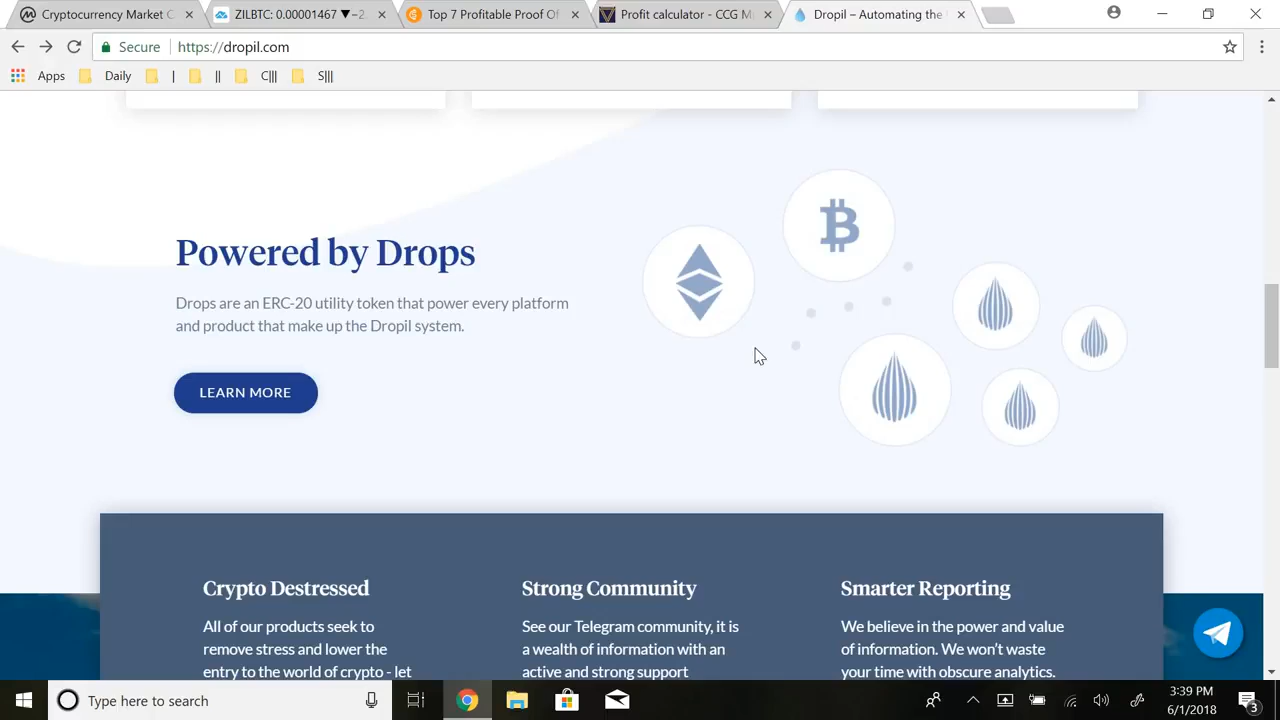 Cryptocurrency Market C
ZILBTC: 0.00001467 ▼−2
Top 7 Profitable Proof Of
Profit calculator - CCG M
Dropil – Automating the
Secure
https://dropil.com
Apps
Daily
|
||
C|||
S|||
Powered by Drops
Drops are an ERC-20 utility token that power every platform
and product that make up the Dropil system.
LEARN MORE
Crypto Destressed
All of our products seek to
remove stress and lower the
entry to the world of crypto - let
Strong Community
See our Telegram community, it is
a wealth of information with an
active and strong support
Smarter Reporting
We believe in the power and value
of information. We won't waste
your time with obscure analytics.
Type here to search
3:39 PM
6/1/2018
3